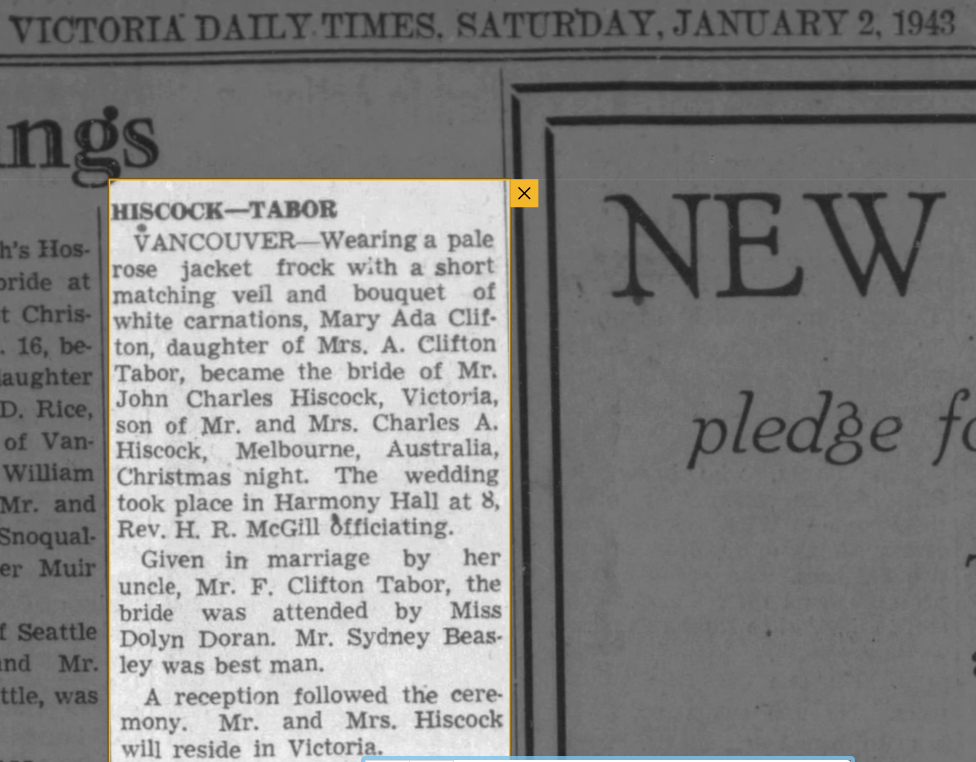 VICTORIA DAILY TIMES, SATURDAY, JANUARY 2, 1943
ngs
h's Hos-
bride at
t Chris-
. 16, be-
laughter
D. Rice,
of Van-
William
Mr. and
Snoqual-
er Muir
f Seattle
and Mr.
ttle, was
HISCOCK—TABOR
VANCOUVER—Wearing a pale
rose jacket frock with a short
matching veil and bouquet of
white carnations, Mary Ada Clif-
ton, daughter of Mrs. A. Clifton
Tabor, became the bride of Mr.
John Charles Hiscock, Victoria,
son of Mr. and Mrs. Charles A.
Hiscock, Melbourne, Australia,
Christmas night. The wedding
took place in Harmony Hall at 8,
Rev. H. R. McGill officiating.
Given in marriage by her
uncle, Mr. F. Clifton Tabor, the
bride was attended by Miss
Dolyn Doran. Mr. Sydney Beas-
ley was best man.
A reception followed the cere-
mony. Mr. and Mrs. Hiscock
will reside in Victoria.
NEW
pledge fo